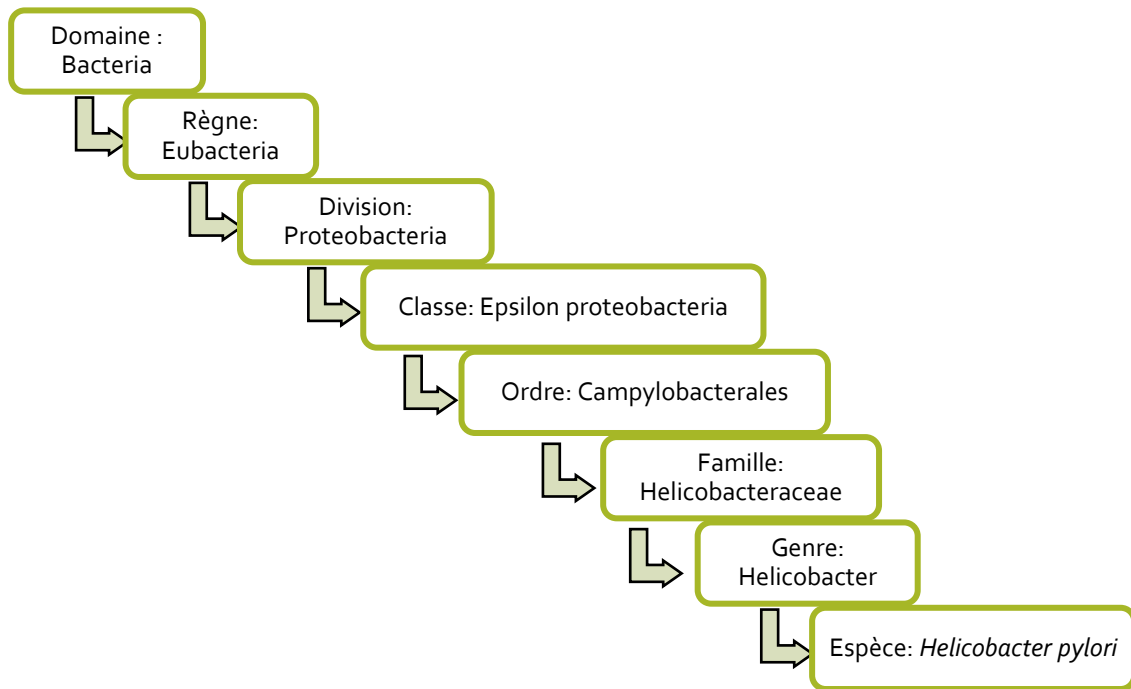 Domaine :
Bacteria
Règne:
Eubacteria
Division:
Proteobacteria
Classe: Epsilon proteobacteria
Ordre: Campylobacterales
Famille:
Helicobacteraceae
Genre:
Helicobacter
Espèce: Helicobacter pylori